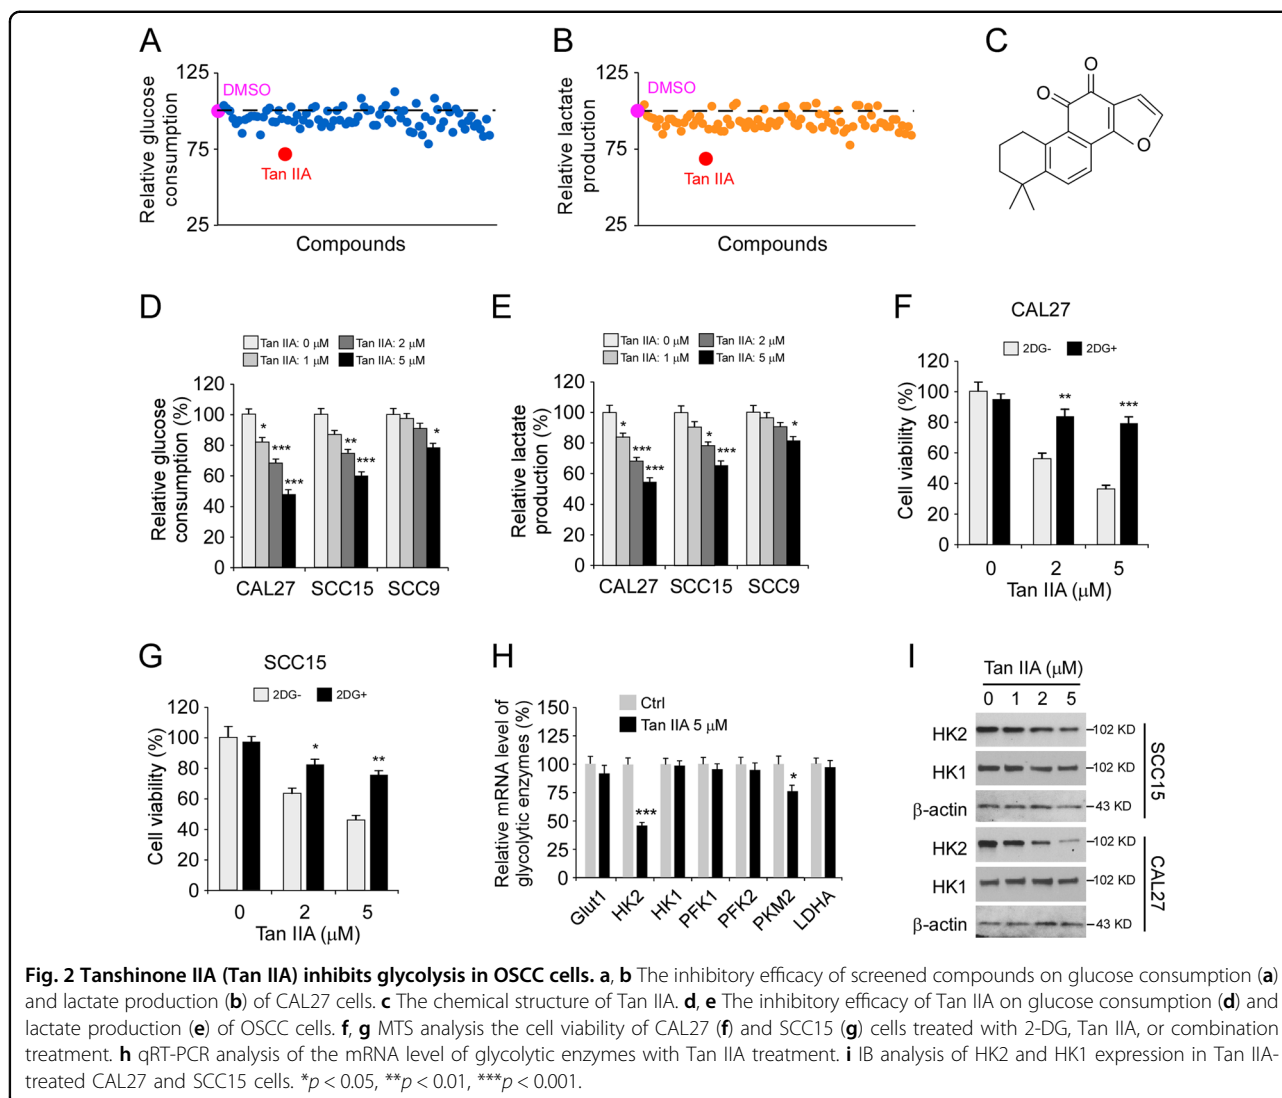 A
Relative glucose
consumption
125
75
25
DMSO
Tan IIA
Compounds
B
Relative lactate
production
125
75
25
DMSO
Tan IIA
Compounds
C
O
O
O
D
Tan IIA: 0 μM
Tan IIA: 2 μM
Tan IIA: 1 μM
Tan IIA: 5 μM
Relative glucose
consumption (%)
120
100
80
60
40
20
0
*
***
***
**
***
*
CAL27
SCC15
SCC9
E
Tan IIA: 0 μM
Tan IIA: 2 μM
Tan IIA: 1 μM
Tan IIA: 5 μM
Relative lactate
production (%)
120
100
80
60
40
20
0
*
***
***
*
***
*
CAL27
SCC15
SCC9
F
CAL27
2DG-
2DG+
Cell viability (%)
120
100
80
60
40
20
0
**
***
0
2
5
Tan IIA (μM)
G
SCC15
2DG-
2DG+
Cell viability (%)
120
100
80
60
40
20
0
*
**
0
2
5
Tan IIA (μM)
H
Ctrl
Tan IIA 5 μM
Relative mRNA level of
glycolytic enzymes (%)
150
125
100
75
50
25
0
***
*
Glut1
HK2
HK1
PFK1
PFK2
PKM2
LDHA
I
Tan IIA (μM)
0 1 2 5
HK2 102 KD
HK1 102 KD
β-actin 43 KD
SCC15
HK2 102 KD
HK1 102 KD
β-actin 43 KD
CAL27
Fig. 2 Tanshinone IIA (Tan IIA) inhibits glycolysis in OSCC cells. a, b The inhibitory efficacy of screened compounds on glucose consumption (a)
and lactate production (b) of CAL27 cells. c The chemical structure of Tan IIA. d, e The inhibitory efficacy of Tan IIA on glucose consumption (d) and
lactate production (e) of OSCC cells. f, g MTS analysis the cell viability of CAL27 (f) and SCC15 (g) cells treated with 2-DG, Tan IIA, or combination
treatment. h qRT-PCR analysis of the mRNA level of glycolytic enzymes with Tan IIA treatment. i IB analysis of HK2 and HK1 expression in Tan IIA-
treated CAL27 and SCC15 cells. *p < 0.05, **p < 0.01, ***p < 0.001.